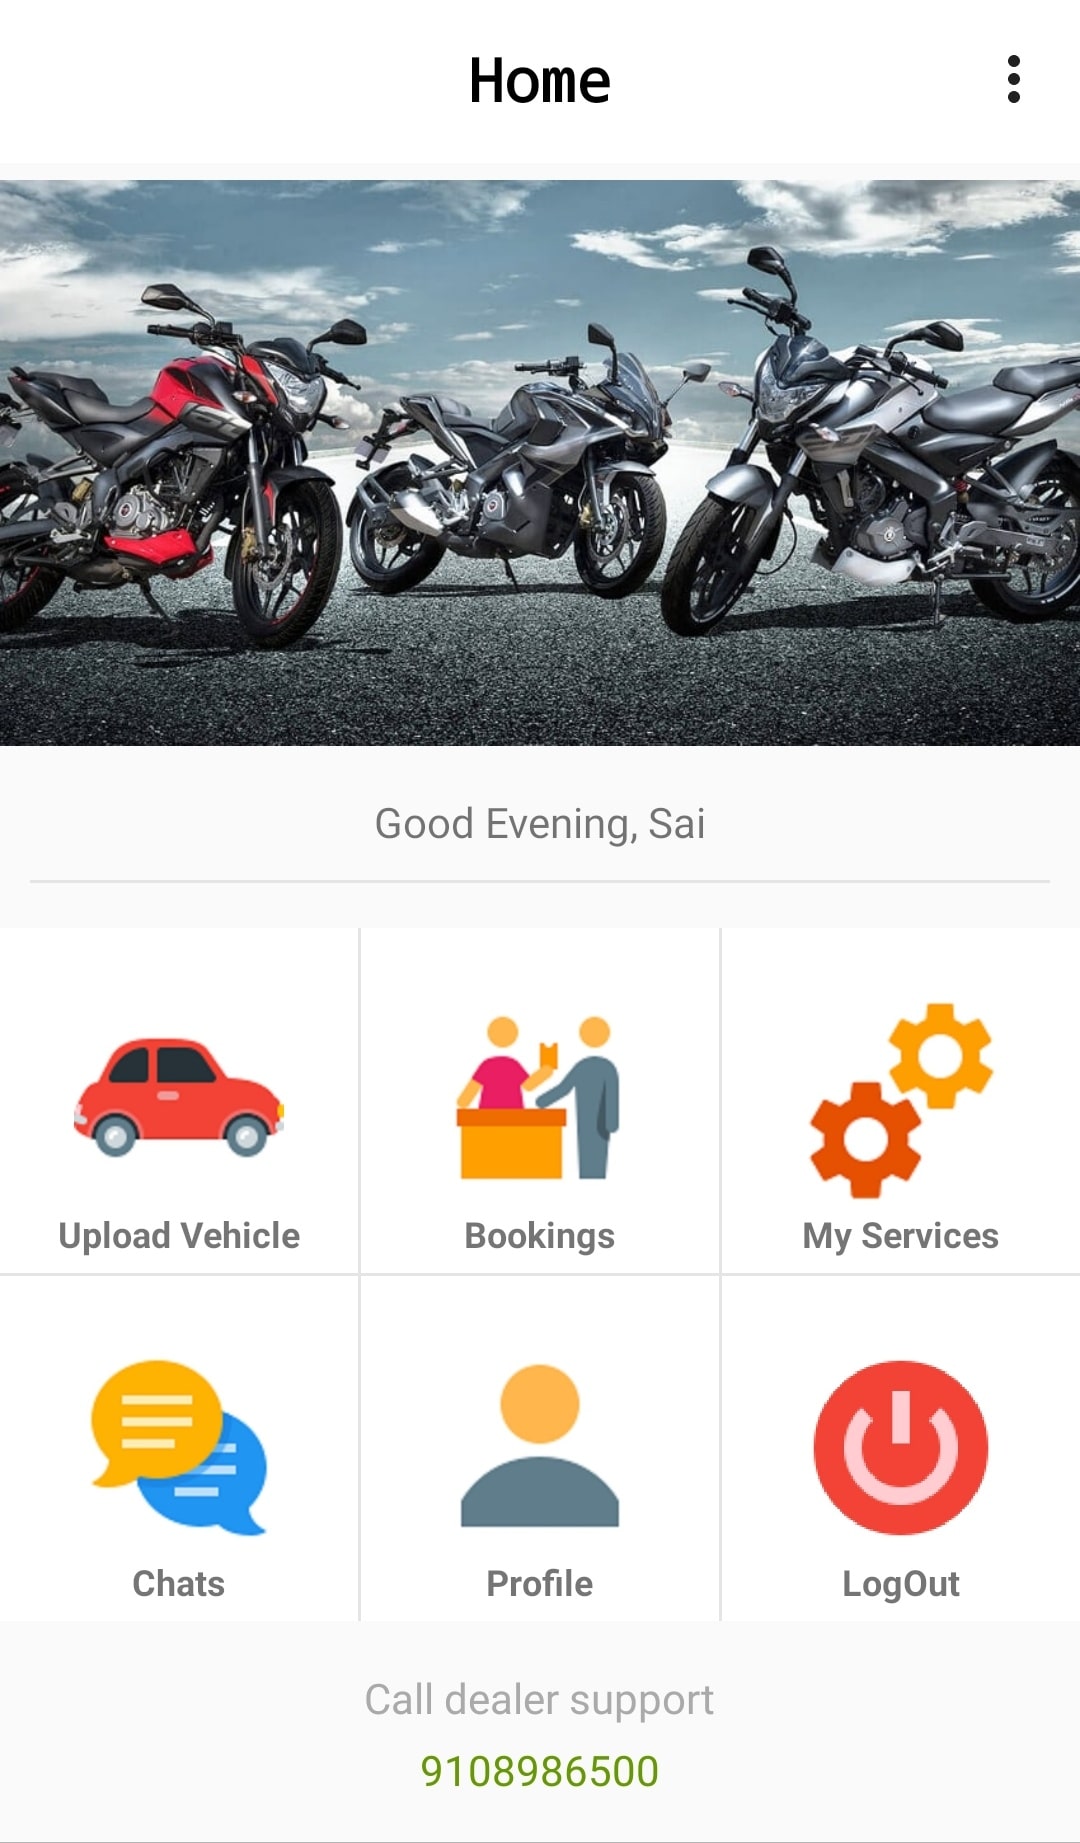 Home
Good Evening, Sai
Upload Vehicle
Bookings
My Services
Chats
Profile
LogOut
Call dealer support
9108986500